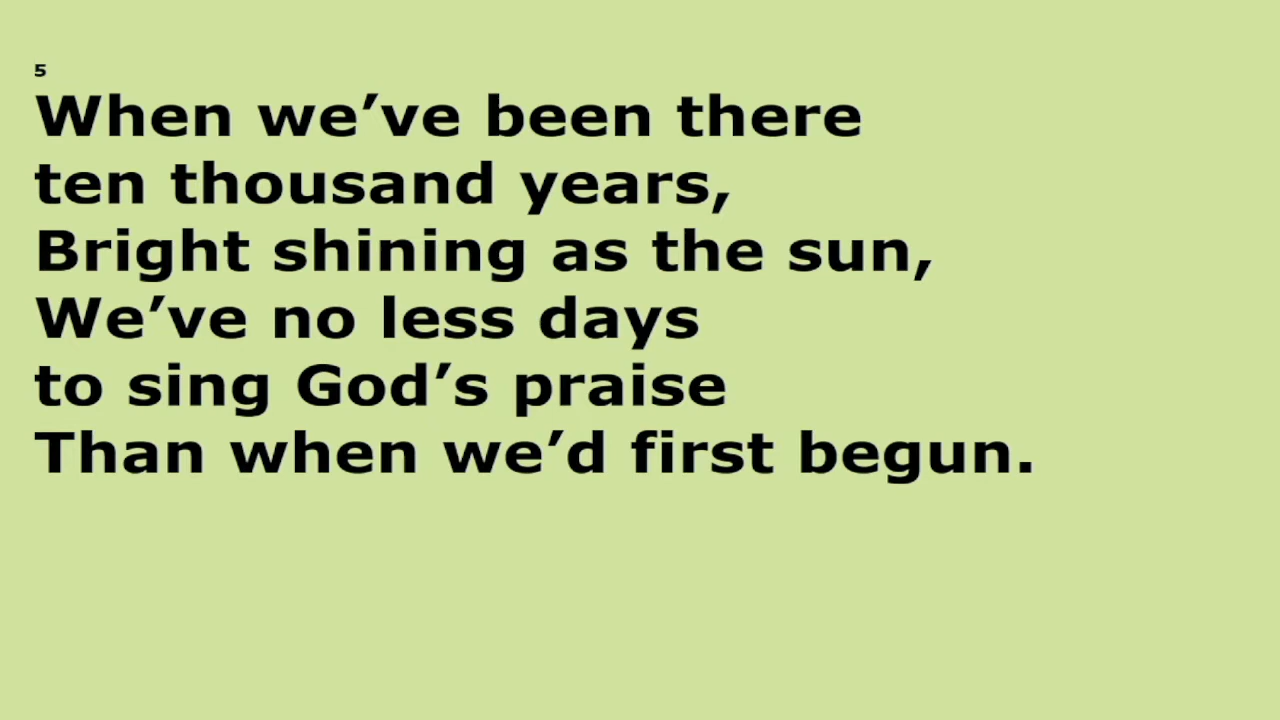 5
When we’ve been there
ten thousand years,
Bright shining as the sun,
We’ve no less days
to sing God’s praise
Than when we’d first begun.